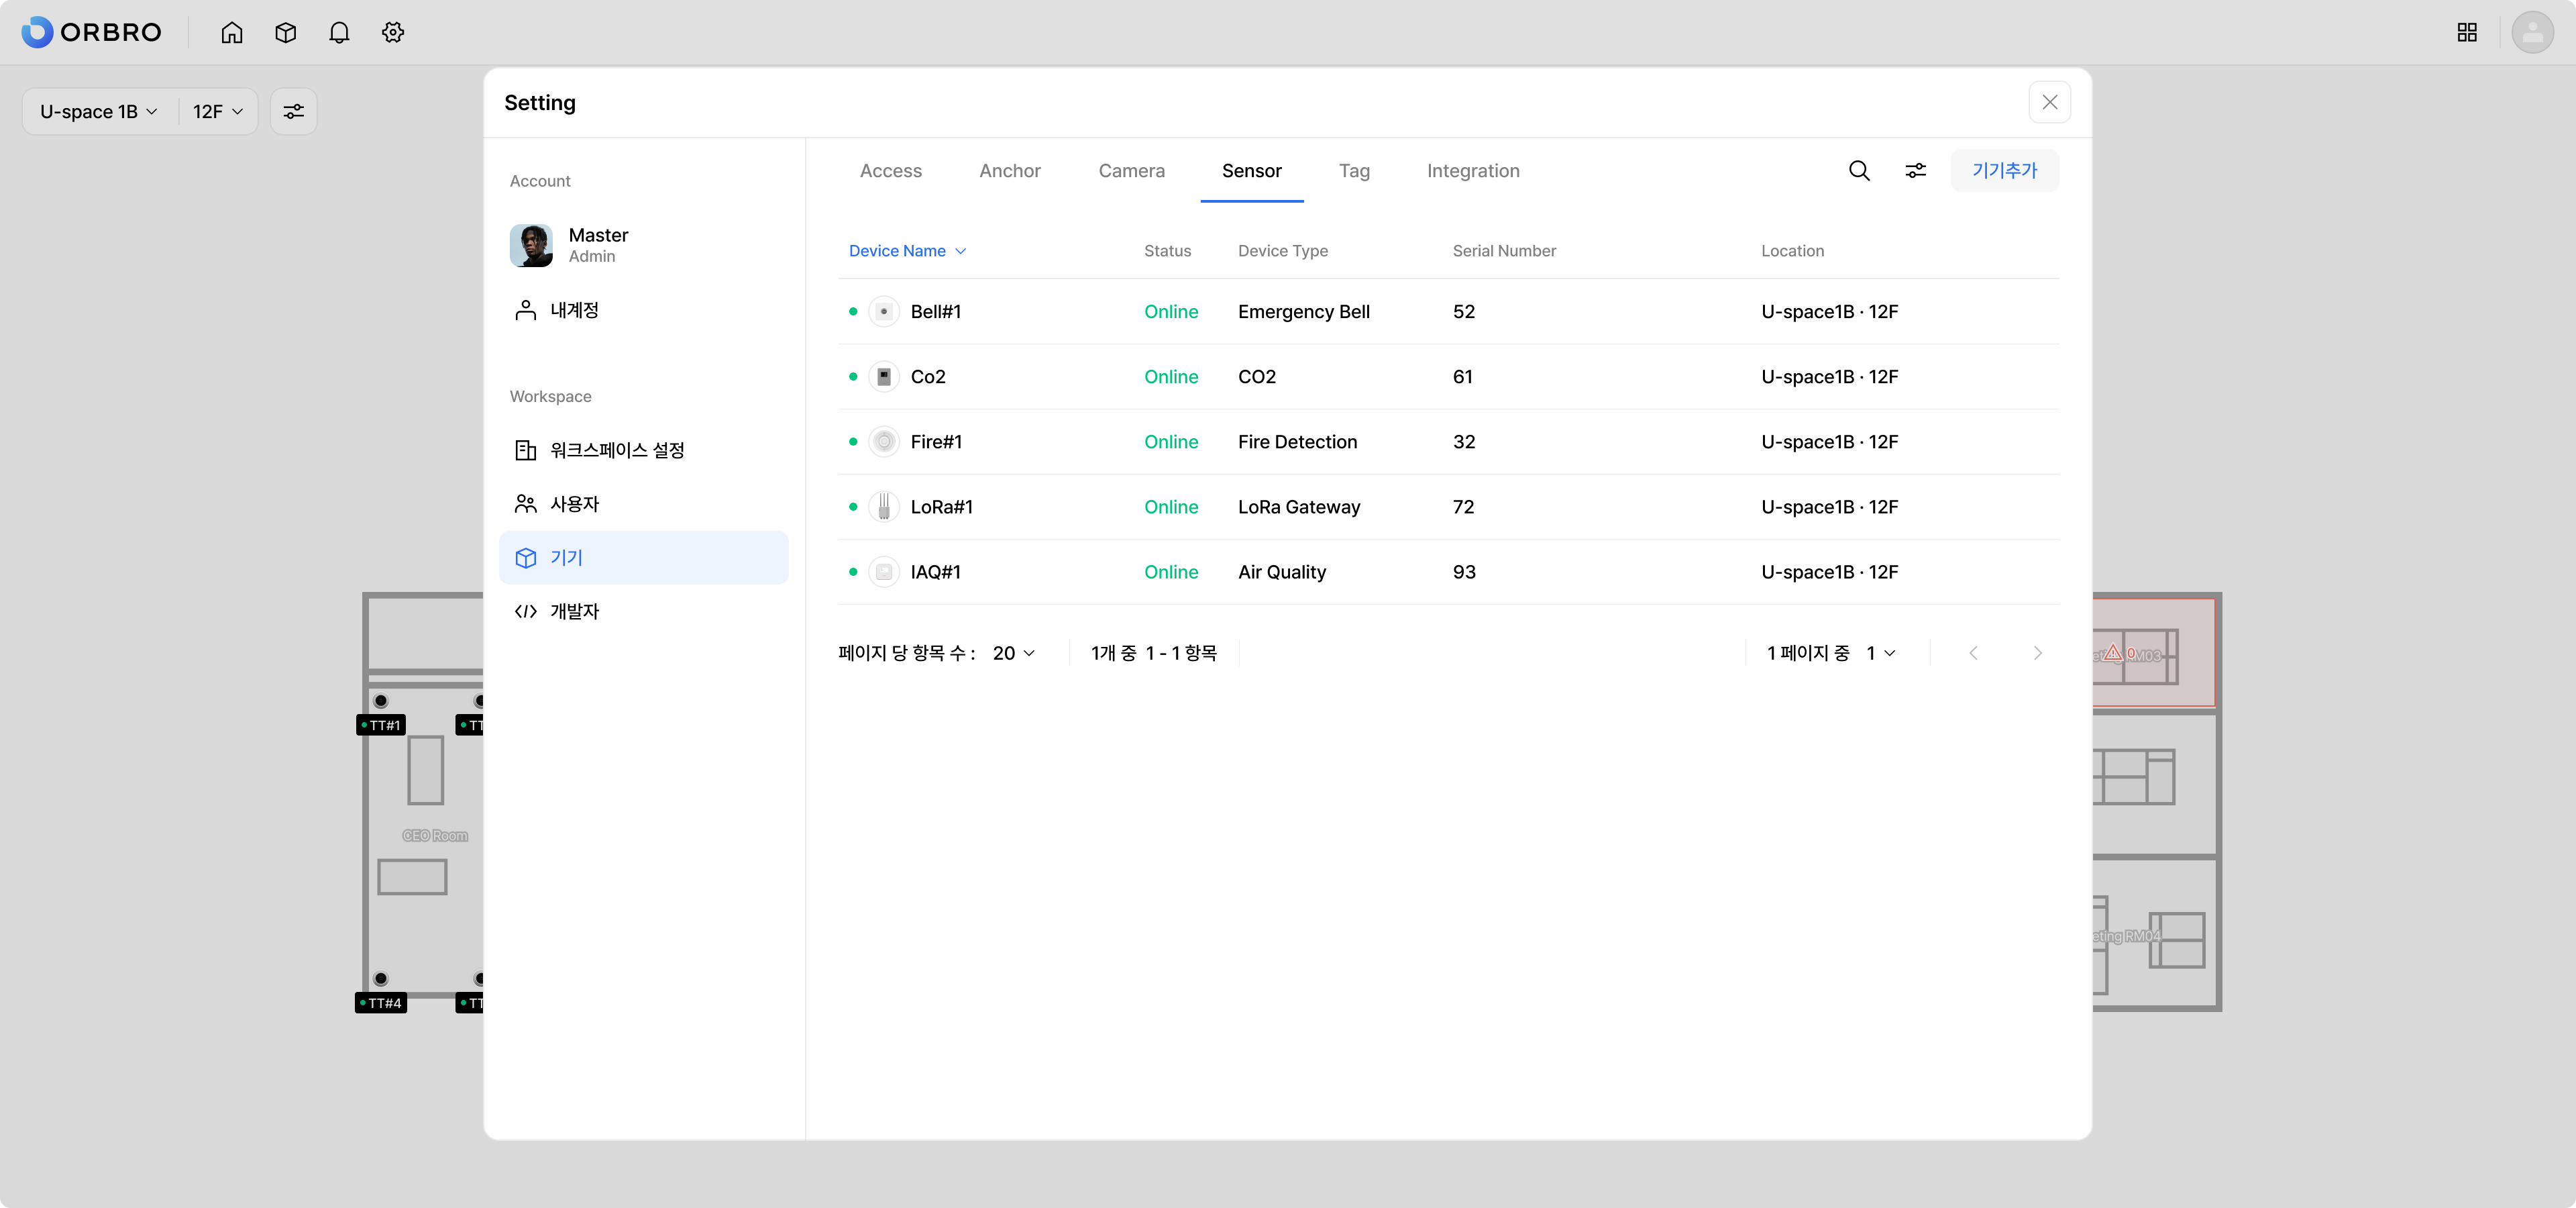 ORBRO
U-space 1B 12F
Setting
Account
Master
Admin
내계정
Workspace
워크스페이스 설정
사용자
기기
개발자
Access Anchor Camera Sensor Tag Integration 기기추가
Device Name Status Device Type Serial Number Location
Bell#1 Online Emergency Bell 52 U-space1B · 12F
Co2 Online CO2 61 U-space1B · 12F
Fire#1 Online Fire Detection 32 U-space1B · 12F
LoRa#1 Online LoRa Gateway 72 U-space1B · 12F
IAQ#1 Online Air Quality 93 U-space1B · 12F
페이지 당 항목 수 : 20 1개 중 1 - 1 항목 1 페이지 중 1
TT#1
TT
CEO Room
TT#4
TT
0
RM03
eting RM04